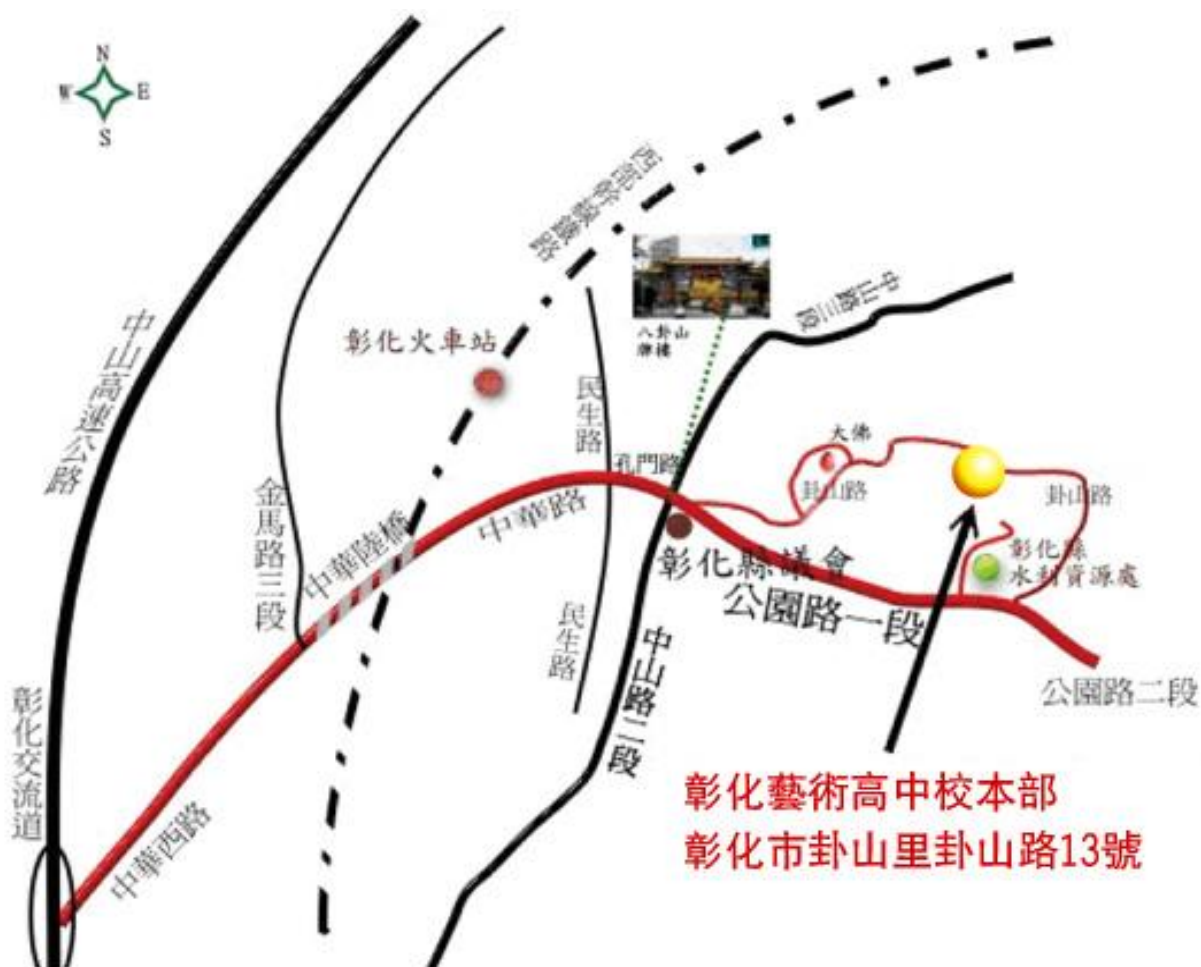 N
W
E
S
西部幹線鐵路
中山高速公路
彰化火車站
八卦山
牌樓
中山路三段
民生路
孔門路
大佛
卦山路
卦山路
金馬路三段
中華陸橋
中華路
彰化縣議會
公園路一段
彰化縣
水利資源處
民生路
中山路二段
公園路二段
彰化交流道
中華西路
彰化藝術高中校本部
彰化市卦山里卦山路13號